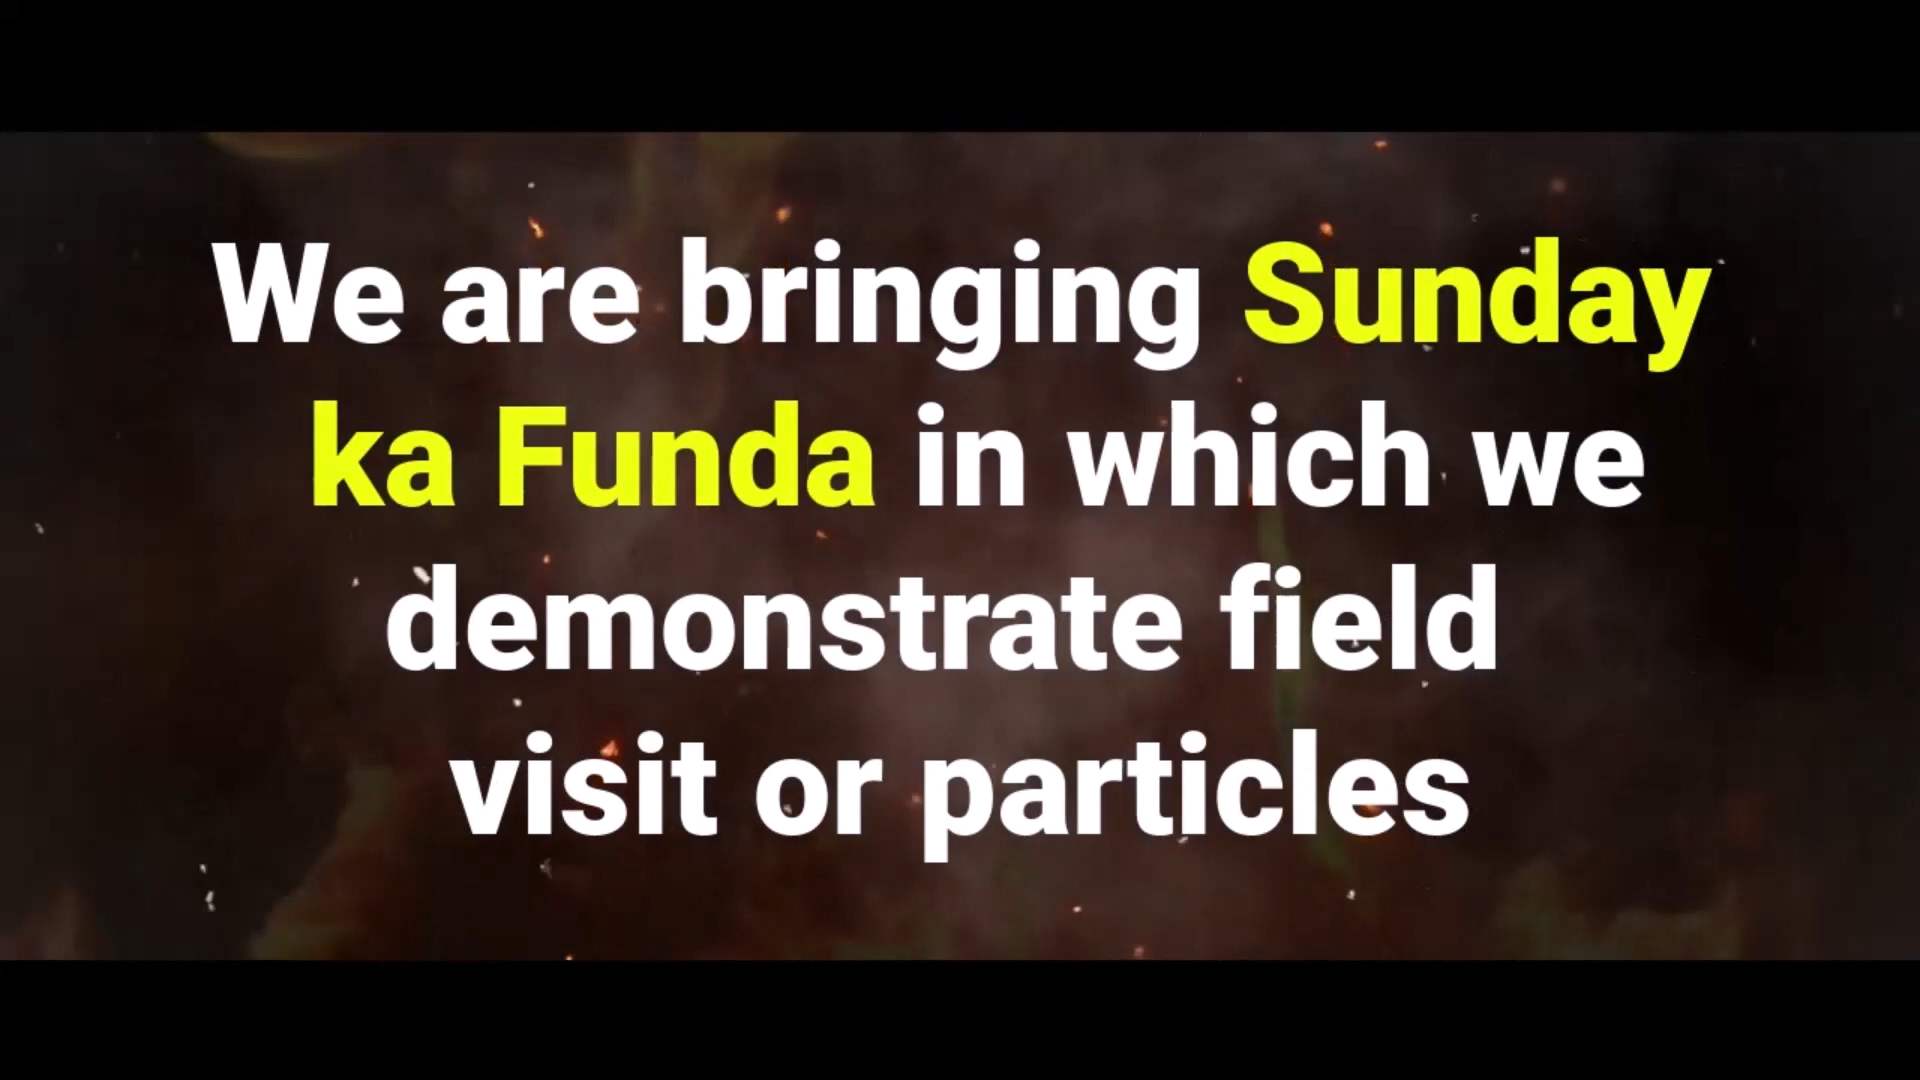 We are bringing Sunday
ka Funda in which we
demonstrate field
visit or particles